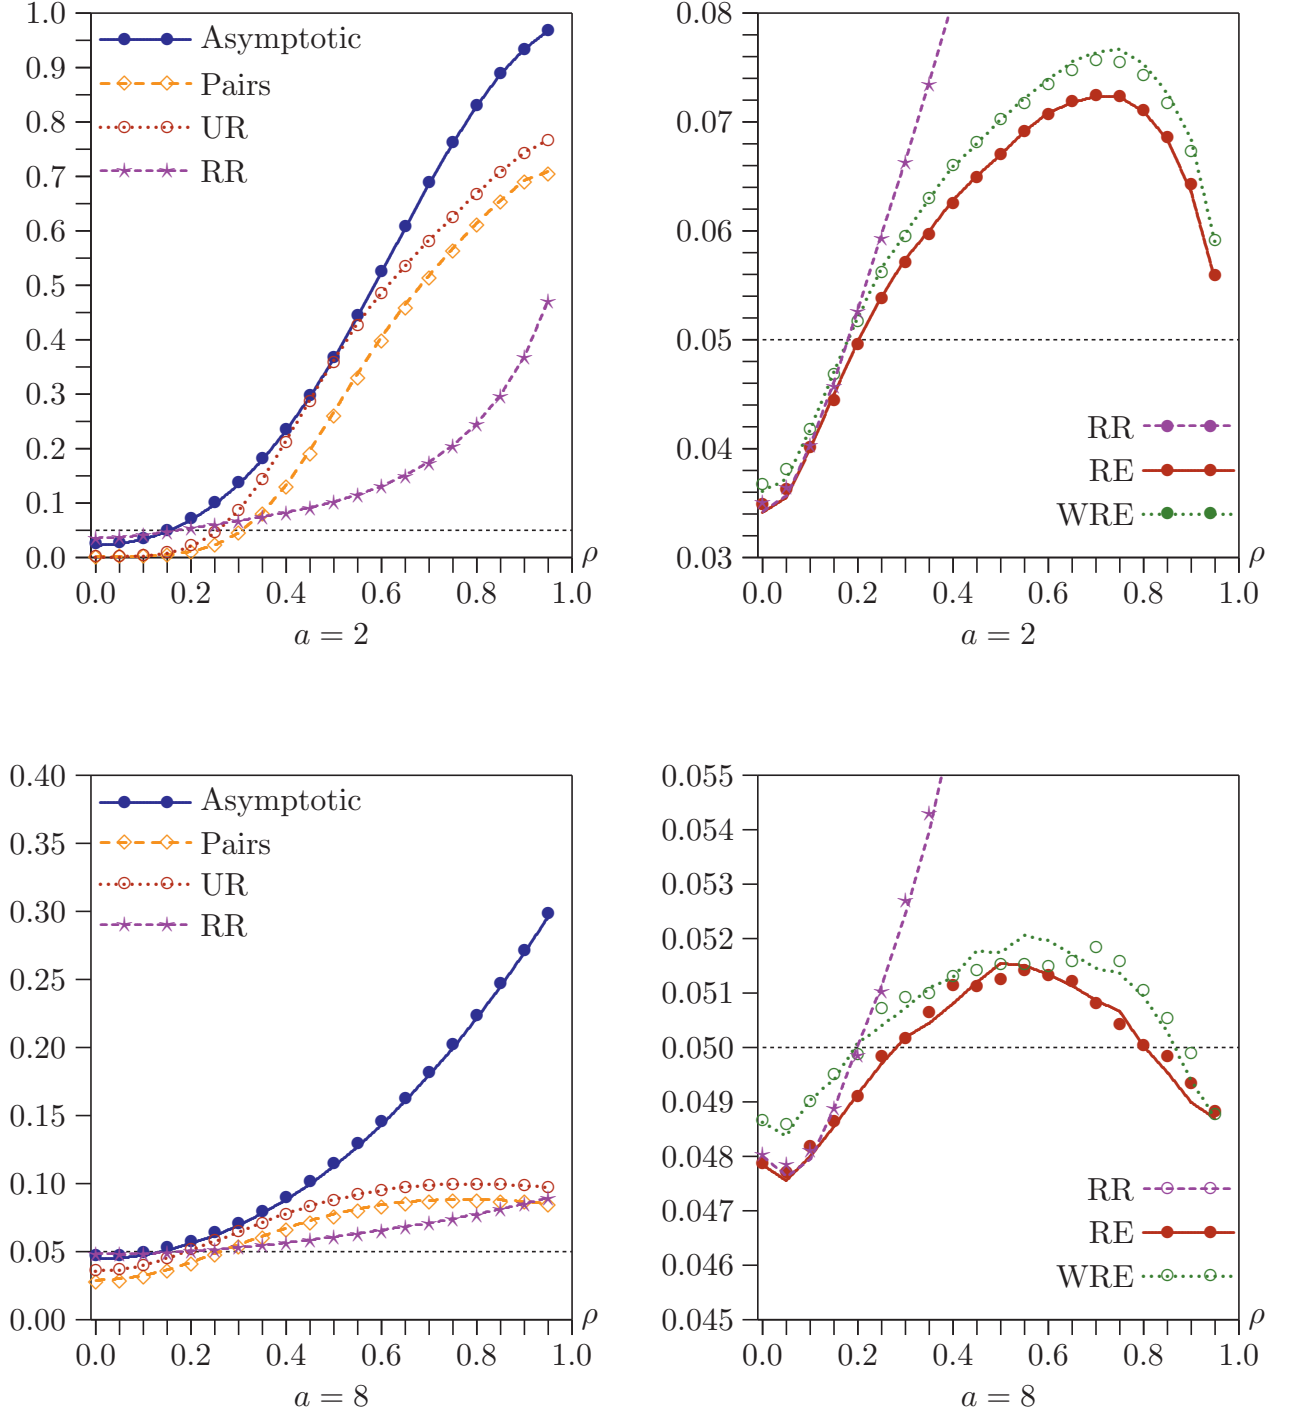 1.0
0.9
0.8
0.7
0.6
0.5
0.4
0.3
0.2
0.1
0.0
Asymptotic
Pairs
UR
RR
0.0 0.2 0.4 0.6 0.8 1.0
ρ
a = 2
0.08
0.07
0.06
0.05
0.04
0.03
RR
RE
WRE
0.0 0.2 0.4 0.6 0.8 1.0
ρ
a = 2
0.40
0.35
0.30
0.25
0.20
0.15
0.10
0.05
0.00
Asymptotic
Pairs
UR
RR
0.0 0.2 0.4 0.6 0.8 1.0
ρ
a = 8
0.055
0.054
0.053
0.052
0.051
0.050
0.049
0.048
0.047
0.046
0.045
RR
RE
WRE
0.0 0.2 0.4 0.6 0.8 1.0
ρ
a = 8